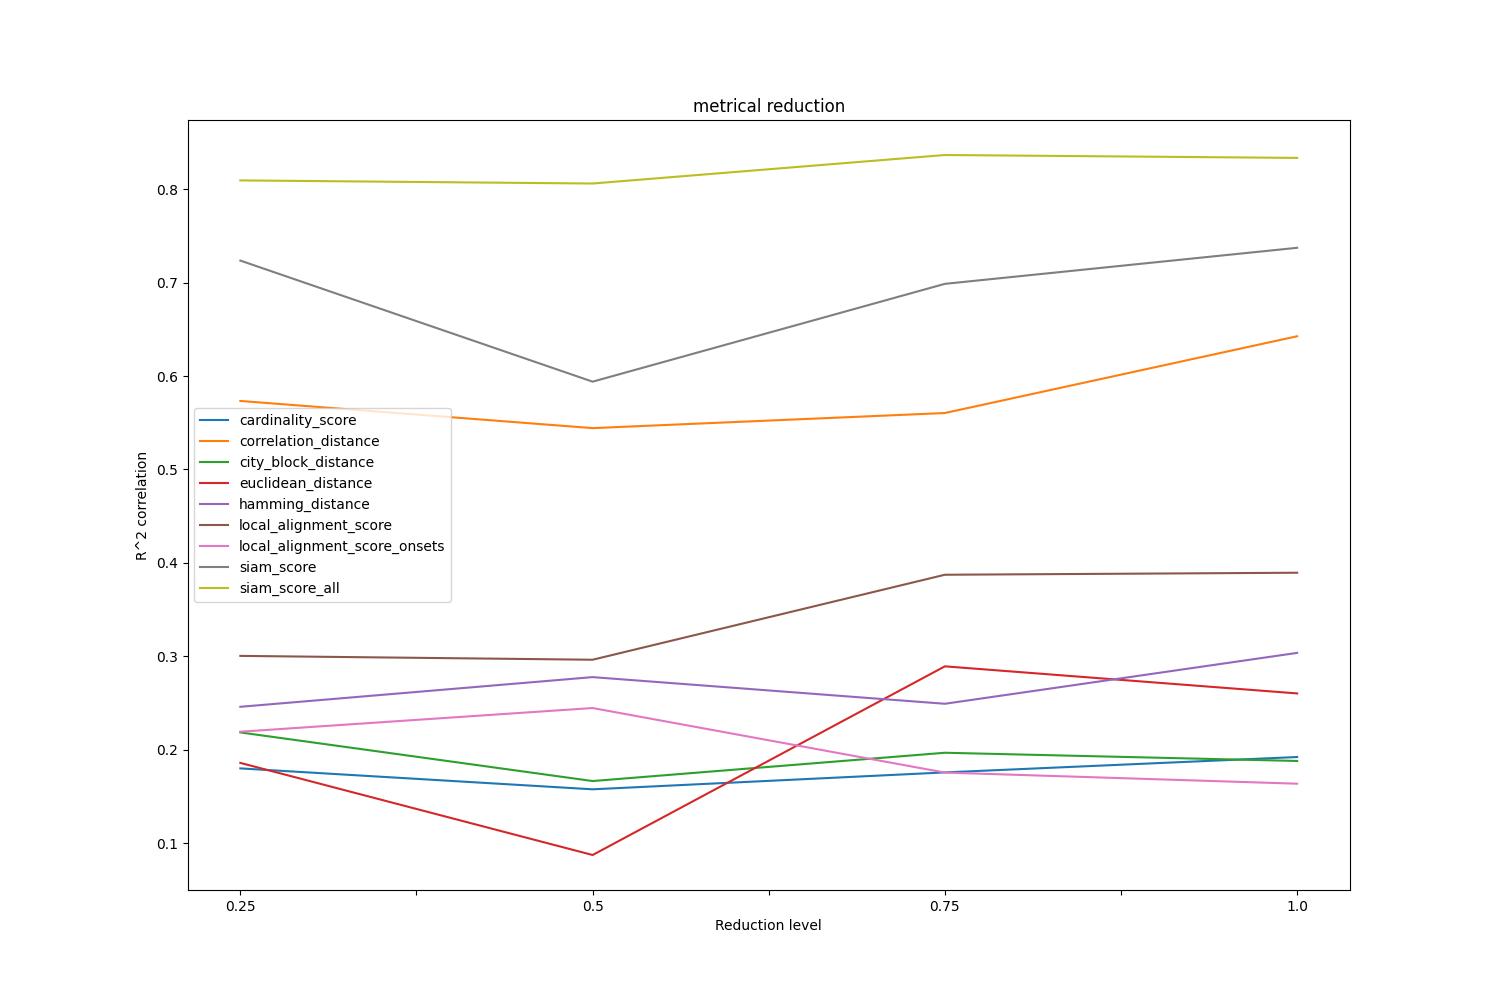 metrical reduction
0.8
0.7
0.6
0.5
0.4
0.3
0.2
0.1
R^2 correlation
cardinality_score
correlation_distance
city_block_distance
euclidean_distance
hamming_distance
local_alignment_score
local_alignment_score_onsets
siam_score
siam_score_all
0.25 0.5 0.75 1.0
Reduction level